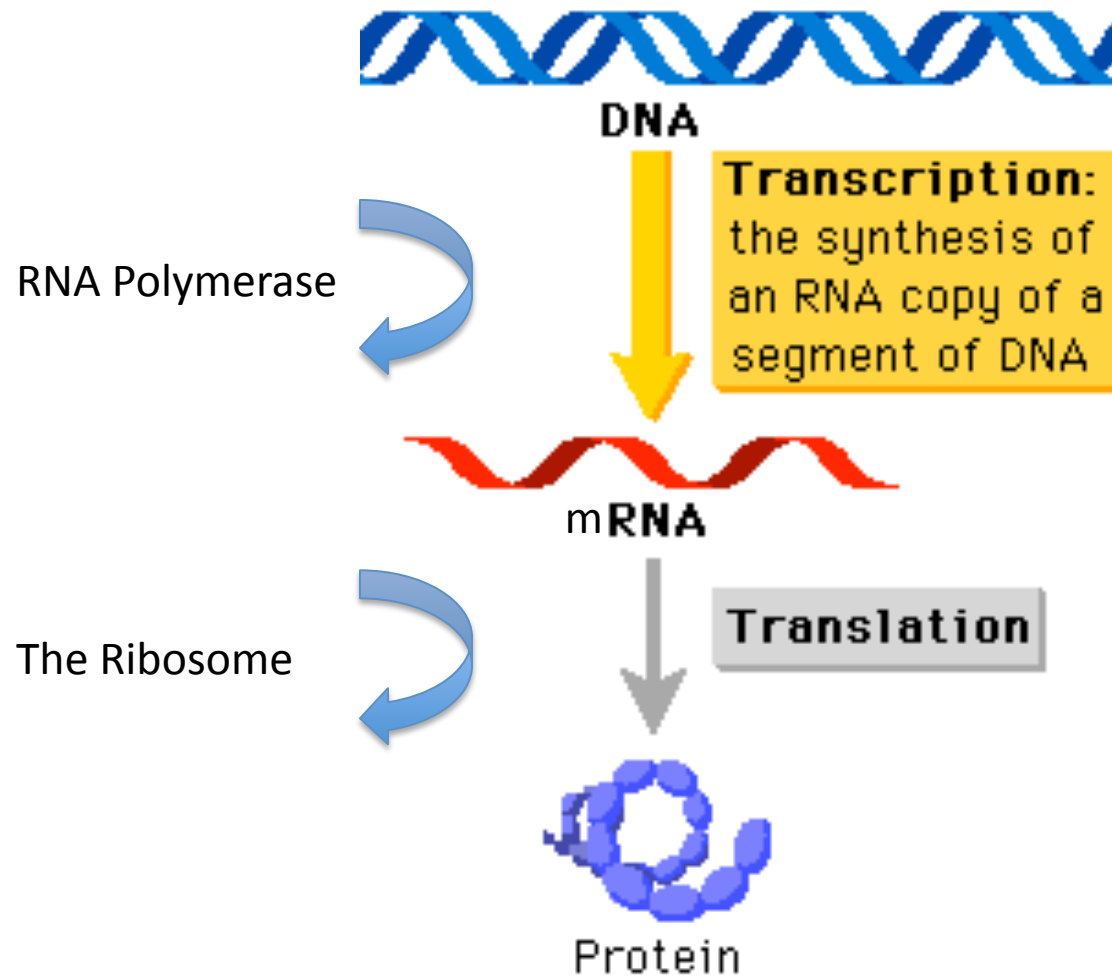 DNA
Transcription:
the synthesis of
an RNA copy of a
segment of DNA
RNA Polymerase
mRNA
Translation
The Ribosome
Protein